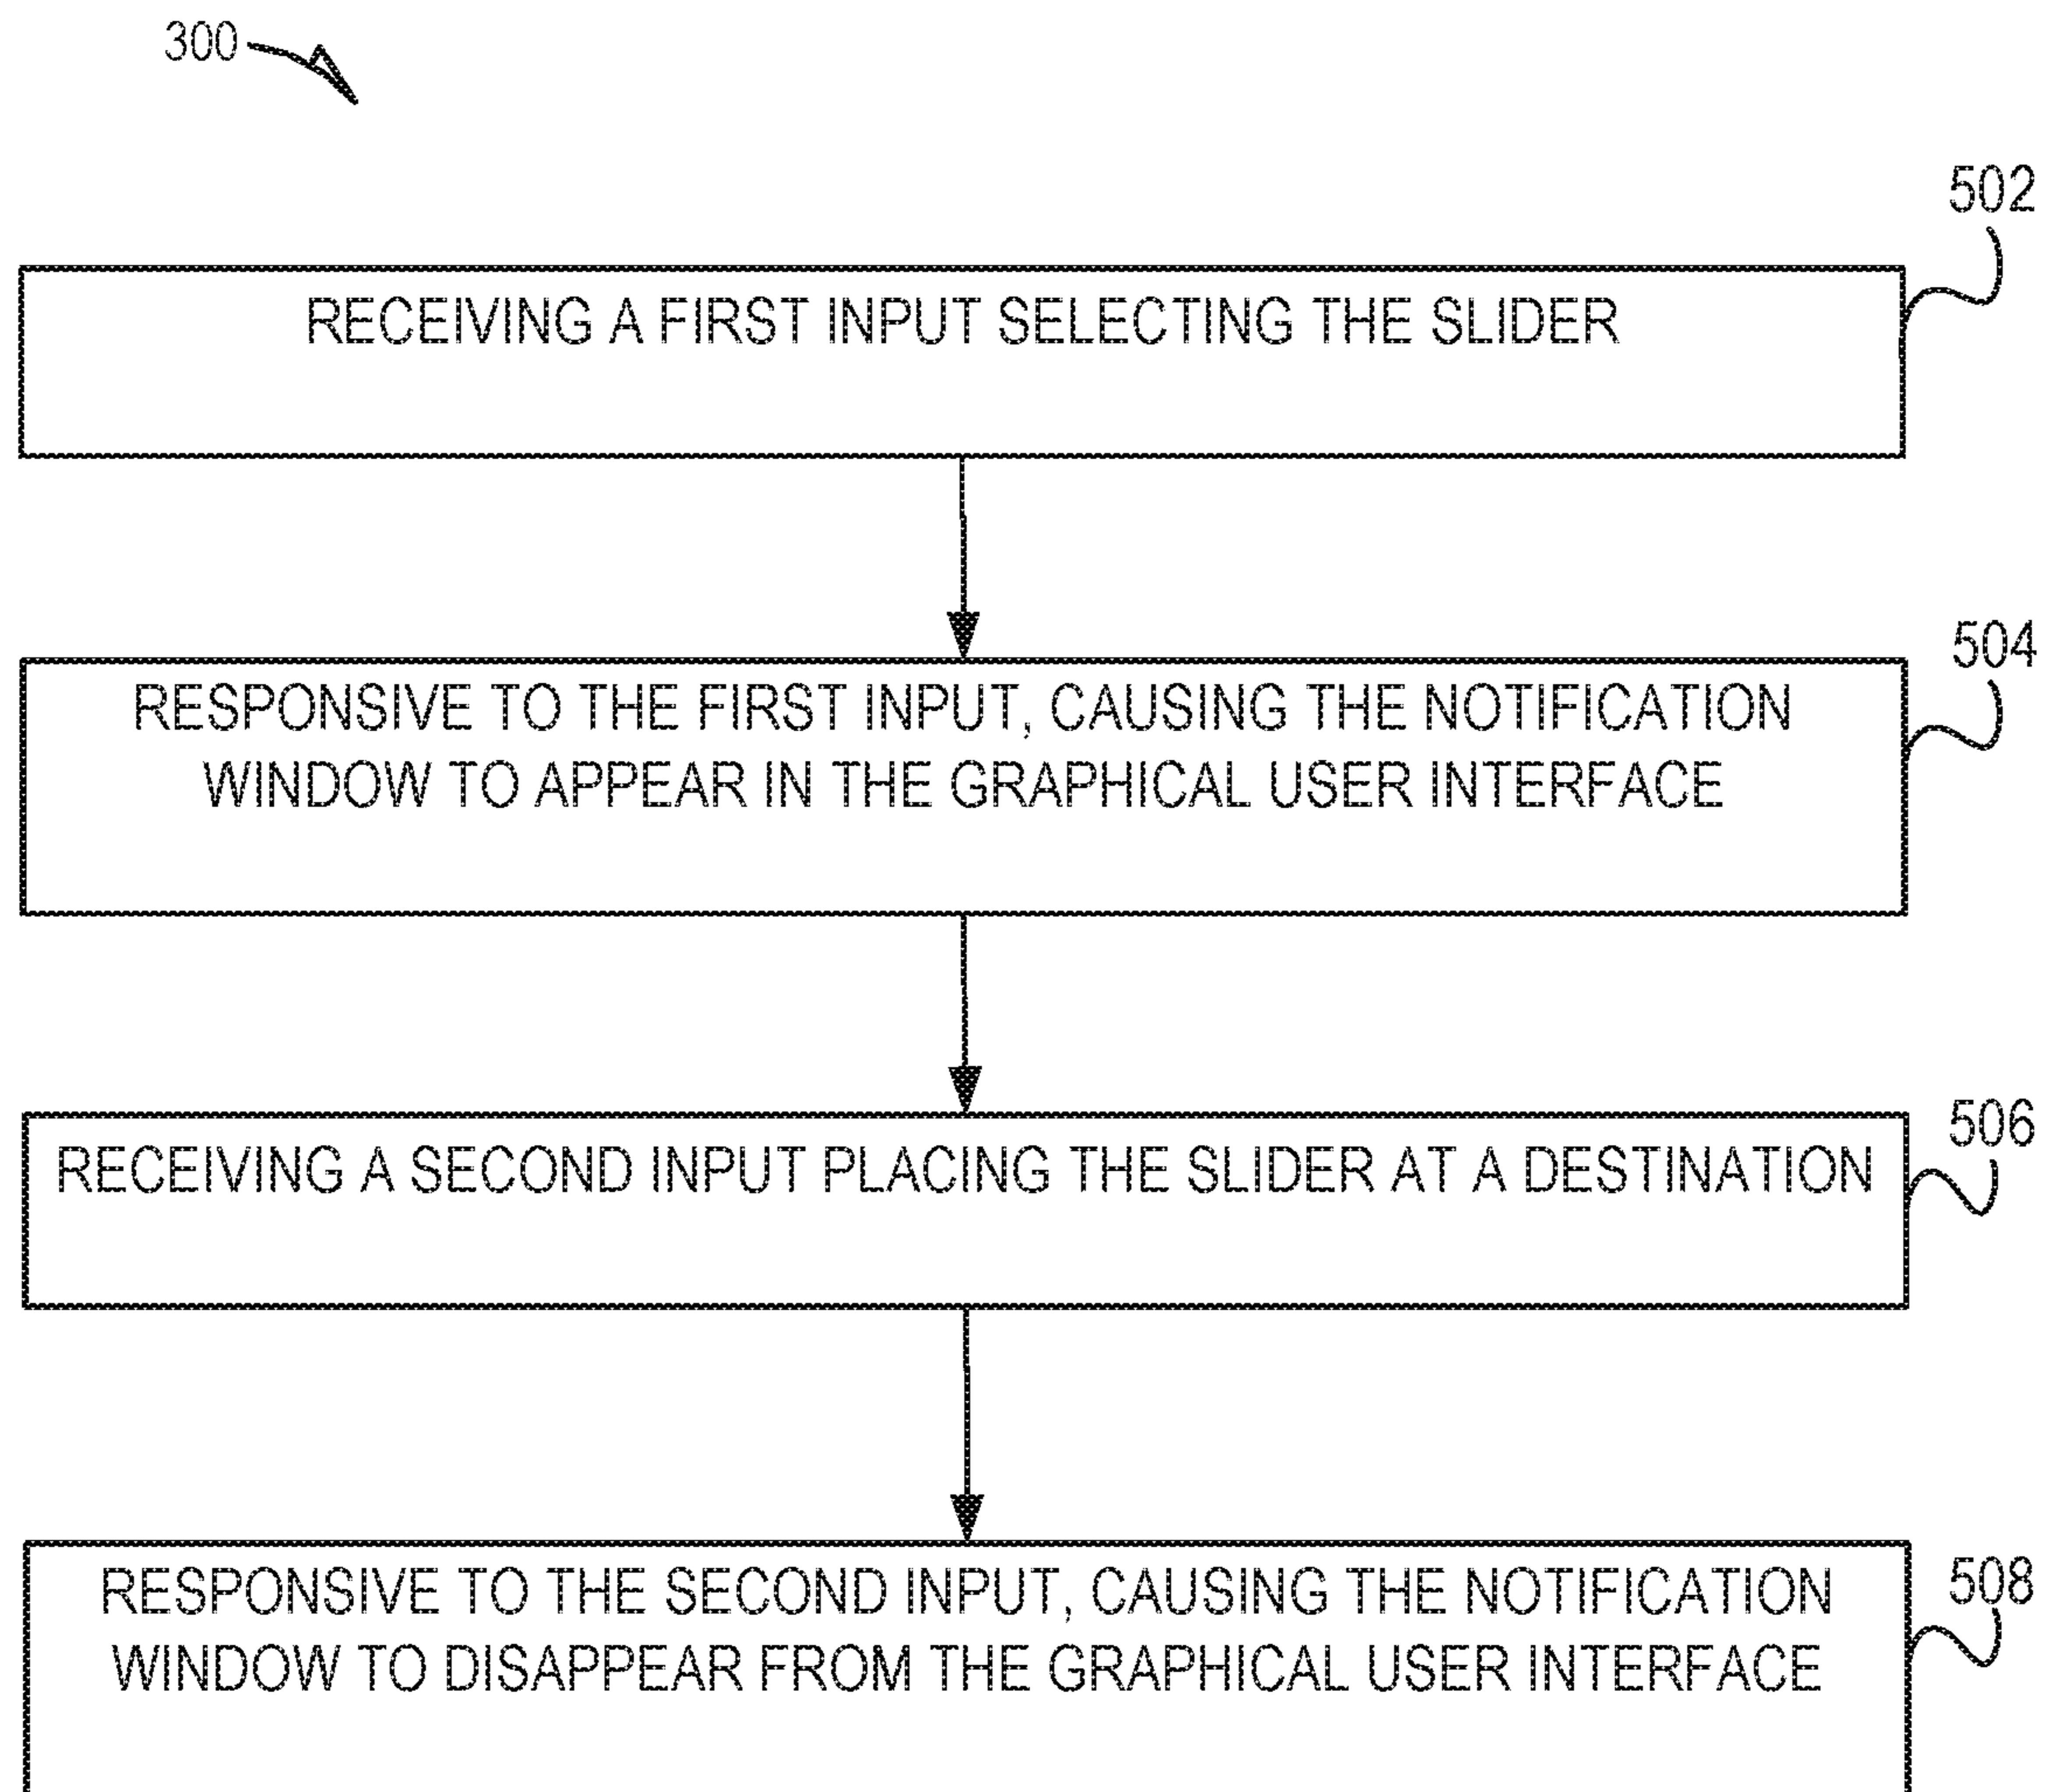 300
502
RECEIVING A FIRST INPUT SELECTING THE SLIDER
504
RESPONSIVE TO THE FIRST INPUT, CAUSING THE NOTIFICATION
WINDOW TO APPEAR IN THE GRAPHICAL USER INTERFACE
506
RECEIVING A SECOND INPUT PLACING THE SLIDER AT A DESTINATION
508
RESPONSIVE TO THE SECOND INPUT, CAUSING THE NOTIFICATION
WINDOW TO DISAPPEAR FROM THE GRAPHICAL USER INTERFACE